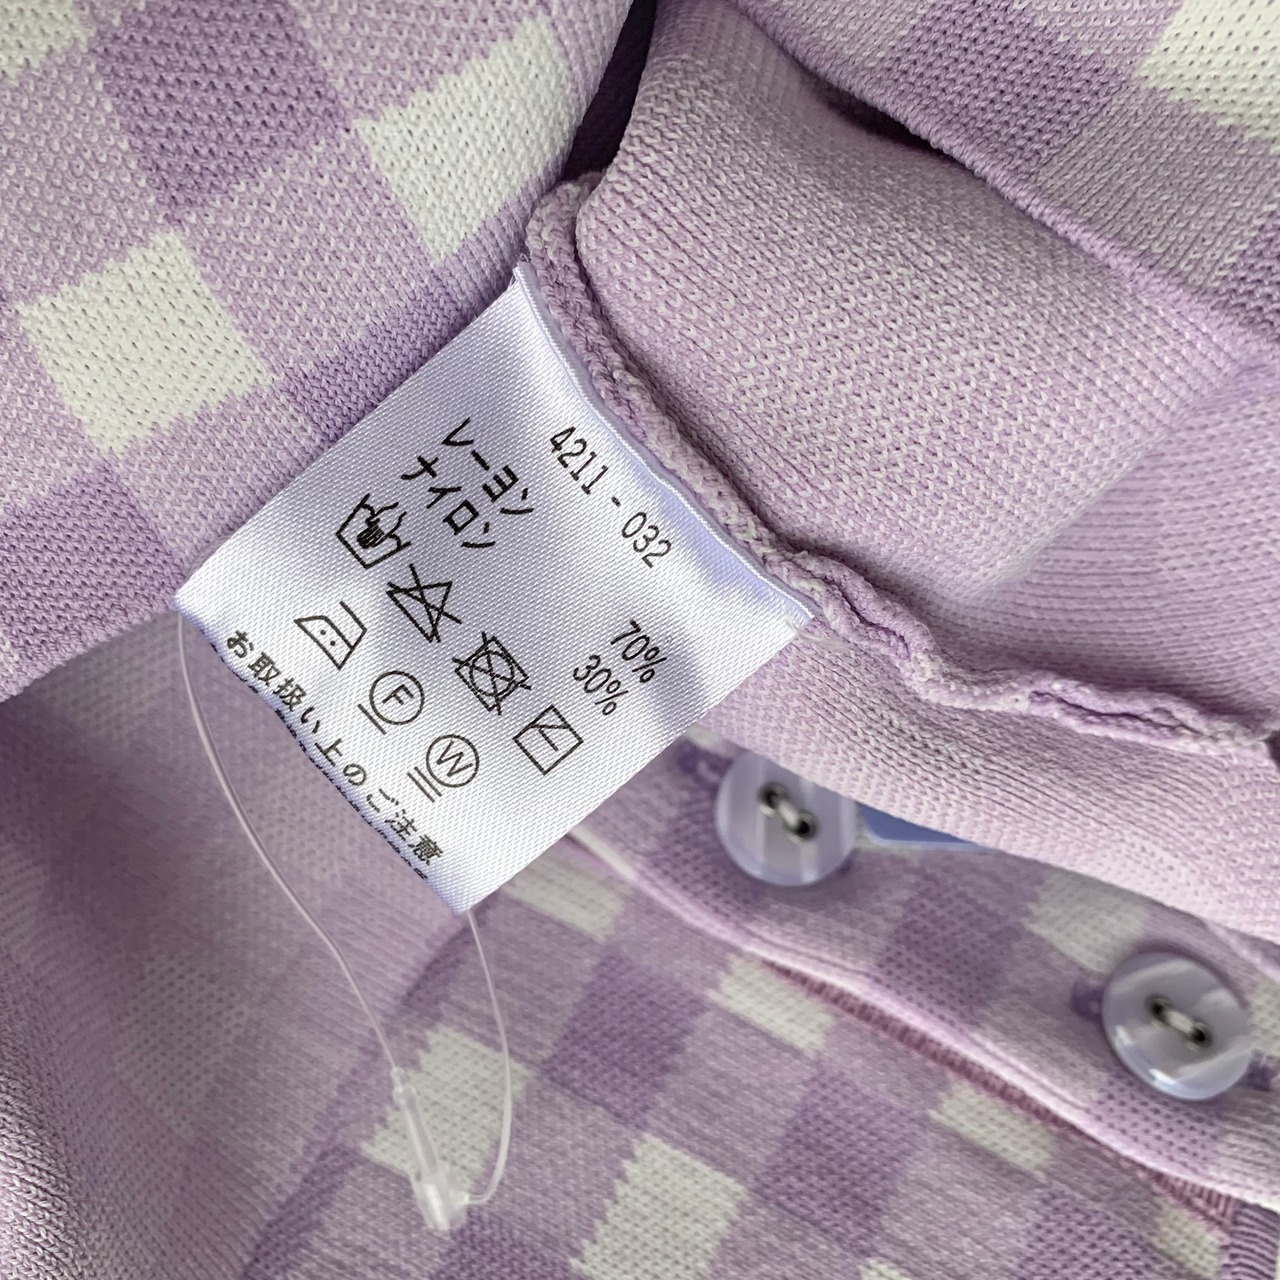 4211-032
レーヨン 70%
ナイロン 30%
F
W
お取扱い上のご注意